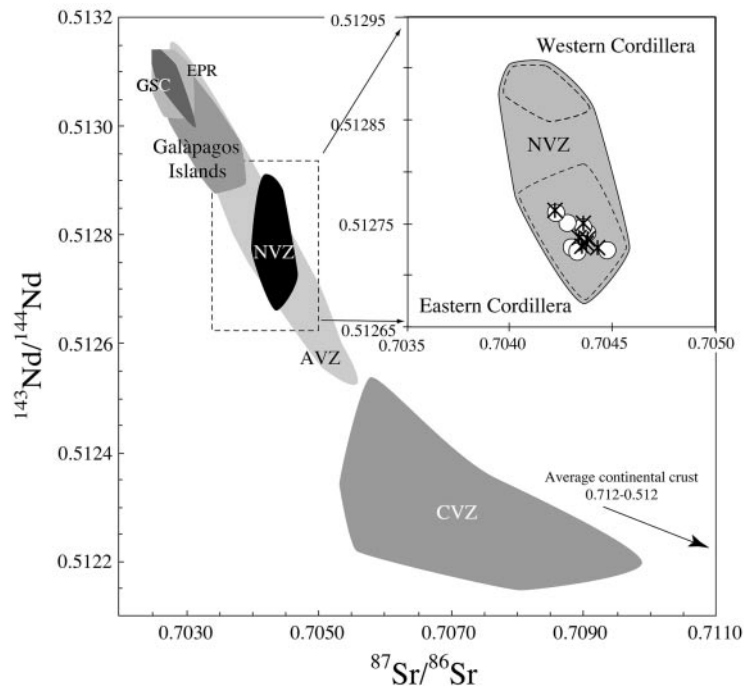 0.5132
0.5130
0.5128
0.5126
0.5124
0.5122
143Nd/144Nd
GSC
EPR
Galàpagos
Islands
NVZ
AVZ
CVZ
Average continental crust
0.712-0.512
0.7030
0.7050
0.7070
0.7090
0.7110
87Sr/86Sr
0.51295
0.51285
0.51275
0.51265
Western Cordillera
NVZ
Eastern Cordillera
0.7035
0.7040
0.7045
0.7050